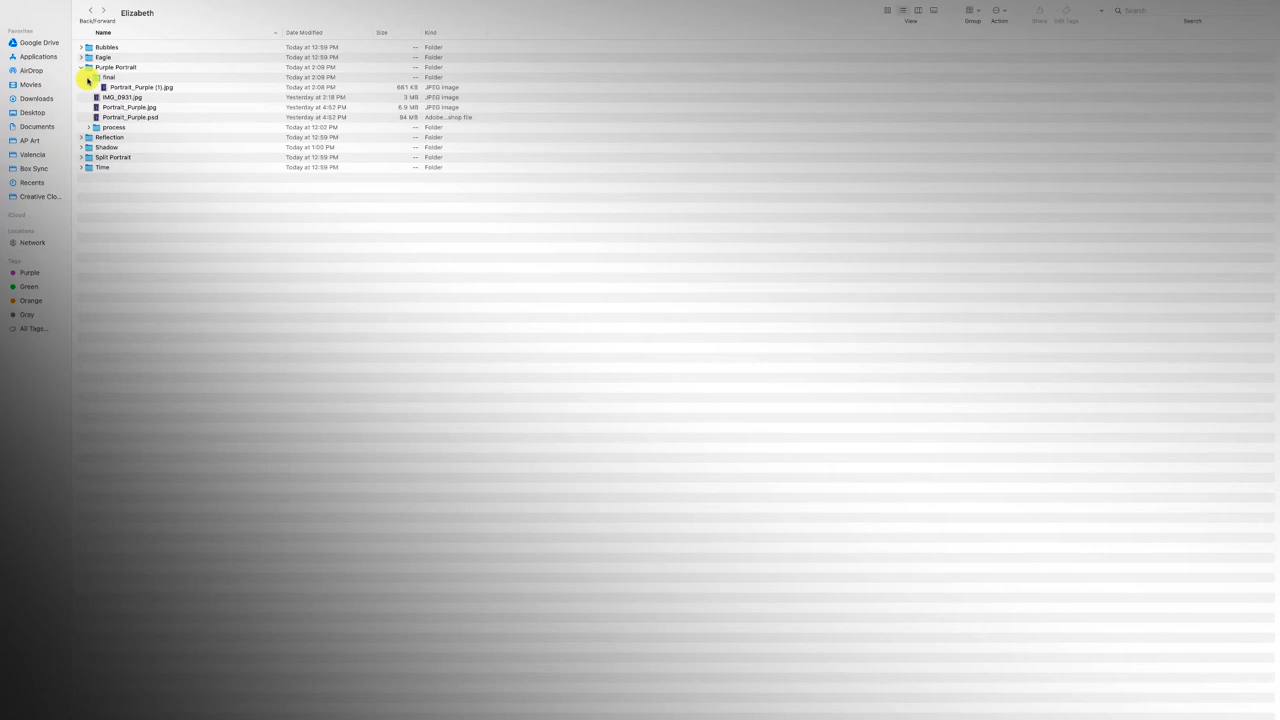 Elizabeth
Back/Forward
View
Group
Action
Share
Edit Tags
Search
Search
Name
Date Modified
Size
Kind
Favorites
Google Drive
Applications
AirDrop
Movies
Downloads
Desktop
Documents
AP Art
Valencia
Box Sync
Recents
Creative Clo...
iCloud
Locations
Network
Tags
Purple
Green
Orange
Gray
All Tags...
Bubbles Today at 12:59 PM -- Folder
Eagle Today at 12:59 PM -- Folder
Purple Portrait Today at 2:08 PM -- Folder
final Today at 2:08 PM -- Folder
Portrait_Purple (1).jpg Today at 2:08 PM 661 KB JPEG image
IMG_0931.jpg Yesterday at 2:18 PM 3 MB JPEG image
Portrait_Purple.jpg Yesterday at 4:52 PM 6.9 MB JPEG image
Portrait_Purple.psd Yesterday at 4:52 PM 94 MB Adobe...shop file
process Today at 12:02 PM -- Folder
Reflection Today at 12:59 PM -- Folder
Shadow Today at 1:00 PM -- Folder
Split Portrait Today at 12:59 PM -- Folder
Time Today at 12:59 PM -- Folder